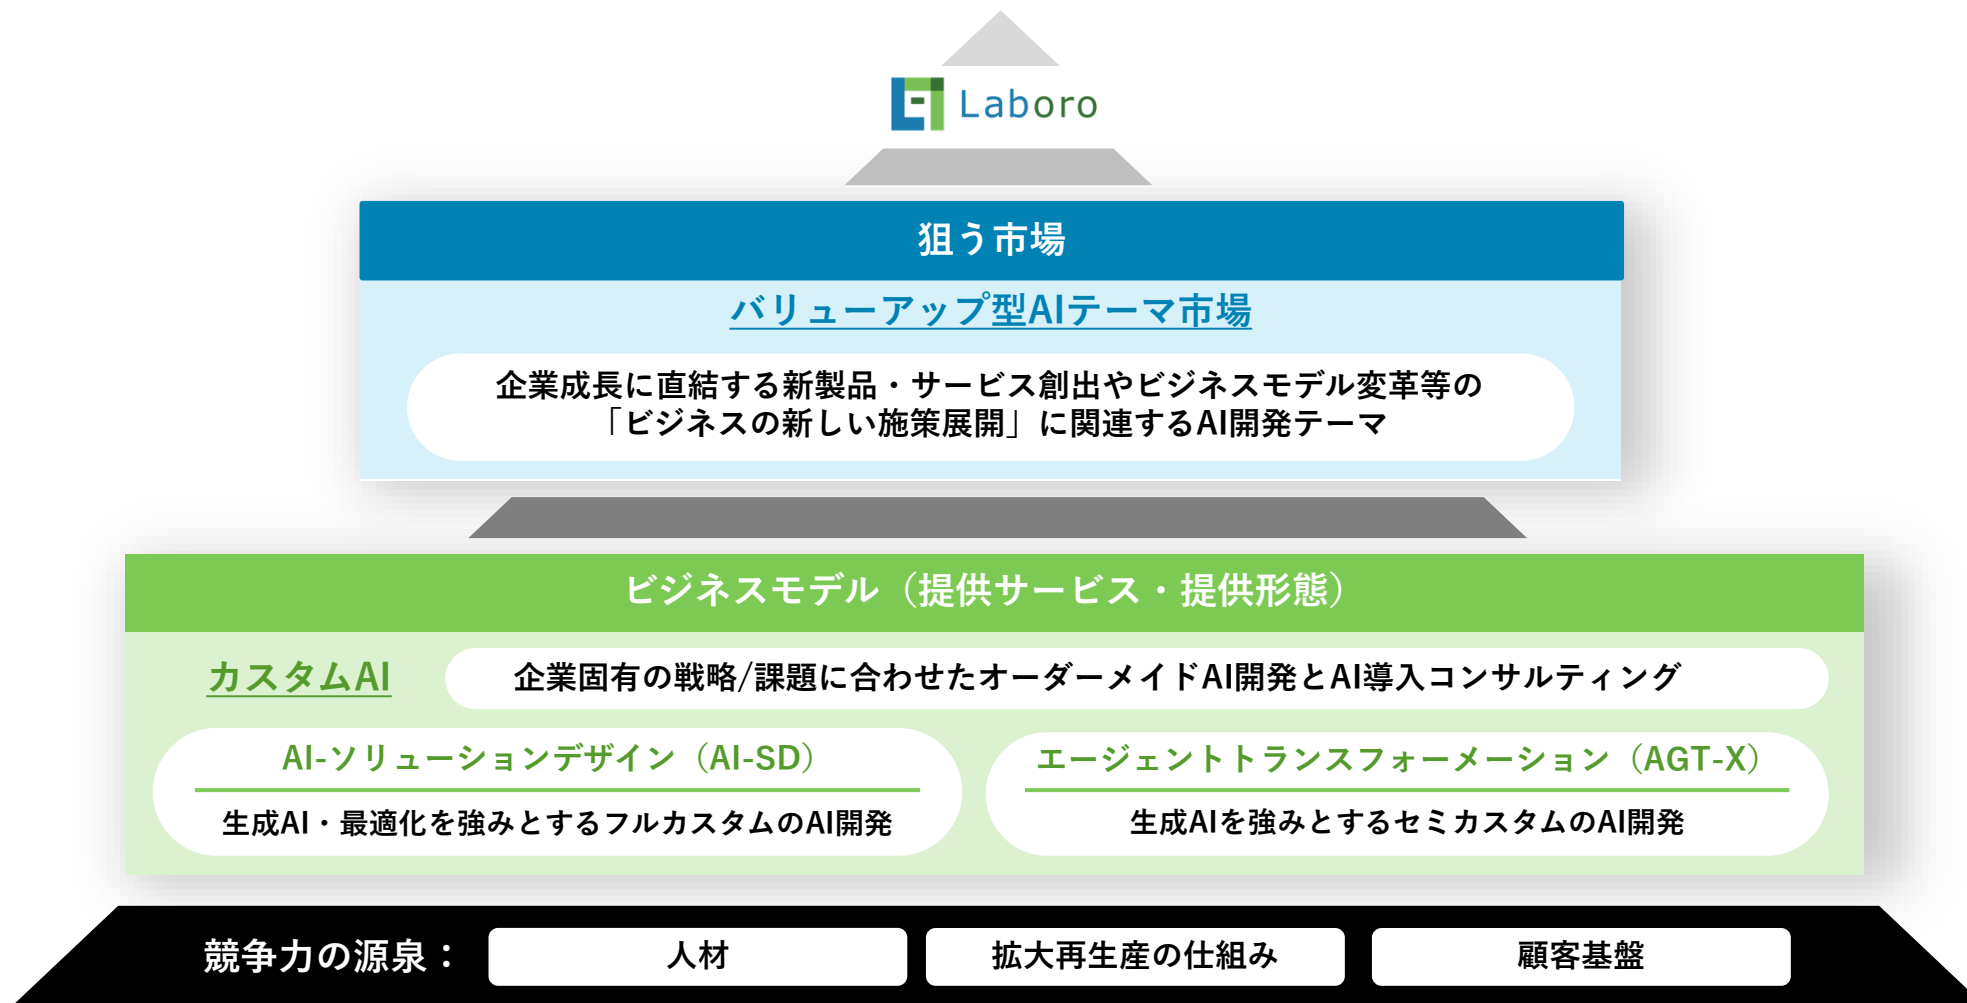 Laboro
狙う市場
バリューアップ型AIテーマ市場
企業成長に直結する新製品・サービス創出やビジネスモデル変革等の
「ビジネスの新しい施策展開」に関連するAI開発テーマ
ビジネスモデル（提供サービス・提供形態）
カスタムAI
企業固有の戦略/課題に合わせたオーダーメイドAI開発とAI導入コンサルティング
AI-ソリューションデザイン（AI-SD）
生成AI・最適化を強みとするフルカスタムのAI開発
エージェントトランスフォーメーション（AGT-X）
生成AIを強みとするセミカスタムのAI開発
競争力の源泉：
人材
拡大再生産の仕組み
顧客基盤